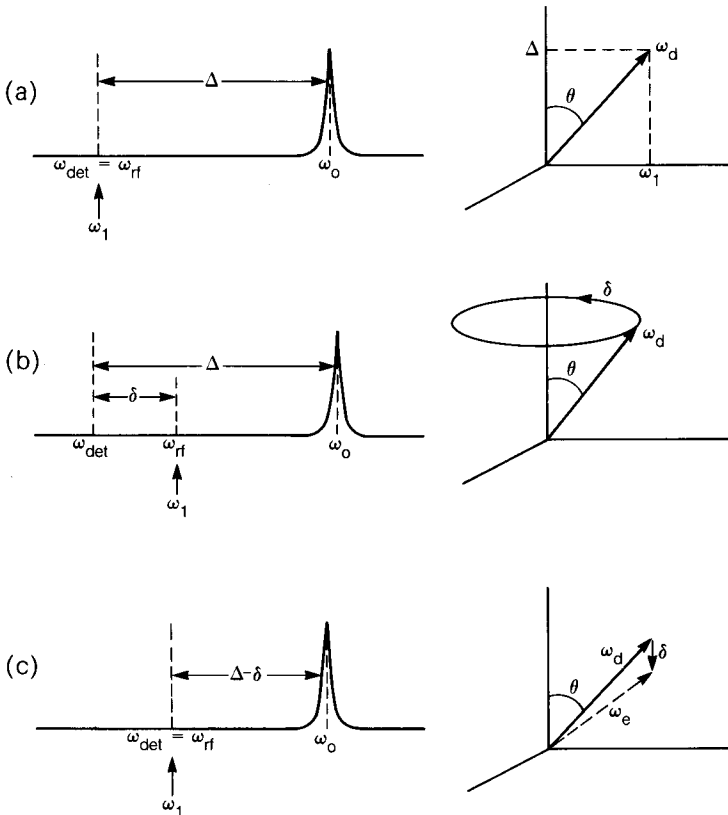 (a)
Δ
ω_det = ω_rf
ω_o
ω_1
Δ
θ
ω_d
ω_1
(b)
Δ
δ
ω_det
ω_rf
ω_o
ω_1
δ
ω_d
θ
(c)
Δ-δ
ω_det = ω_rf
ω_o
ω_1
ω_d
δ
θ
ω_e